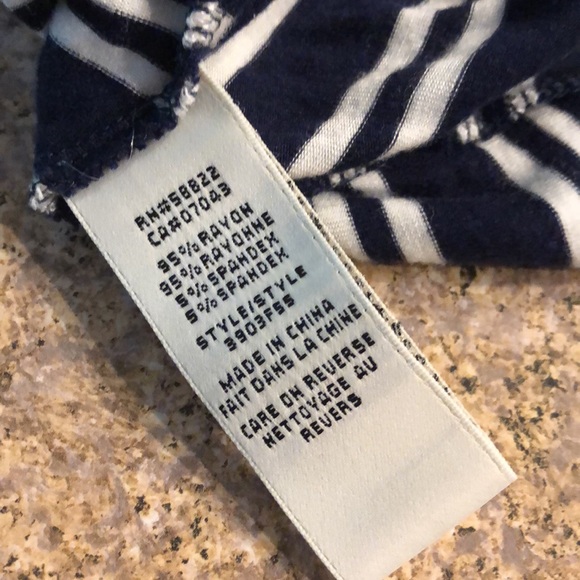 RN#58822
CA#07043
95% RAYON
95% RAYONNE
5% SPANDEX
5% SPANDEX
STYLE/STYLE
3903F55
MADE IN CHINA
FAIT DANS LA CHINE
CARE ON REVERSE
NETTOYAGE AU
REVERS